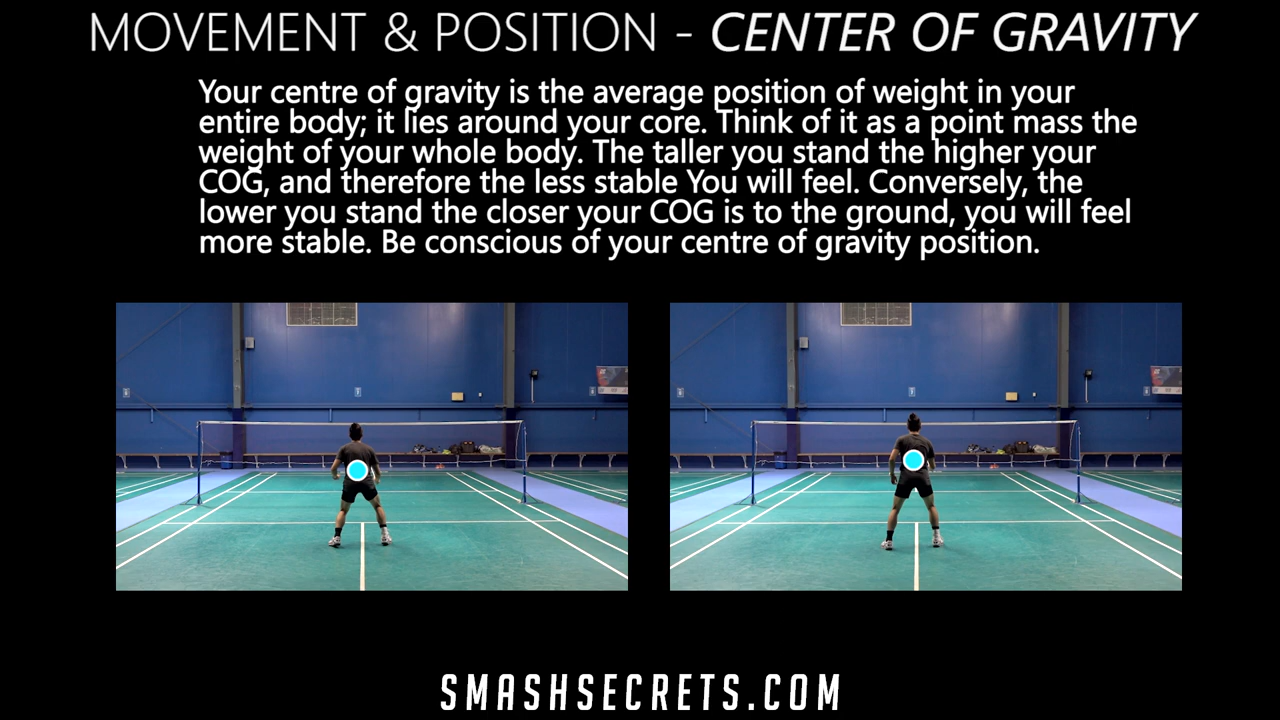 MOVEMENT & POSITION - CENTER OF GRAVITY
Your centre of gravity is the average position of weight in your
entire body; it lies around your core. Think of it as a point mass the
weight of your whole body. The taller you stand the higher your
COG, and therefore the less stable You will feel. Conversely, the
lower you stand the closer your COG is to the ground, you will feel
more stable. Be conscious of your centre of gravity position.
SMASHSECRETS.COM